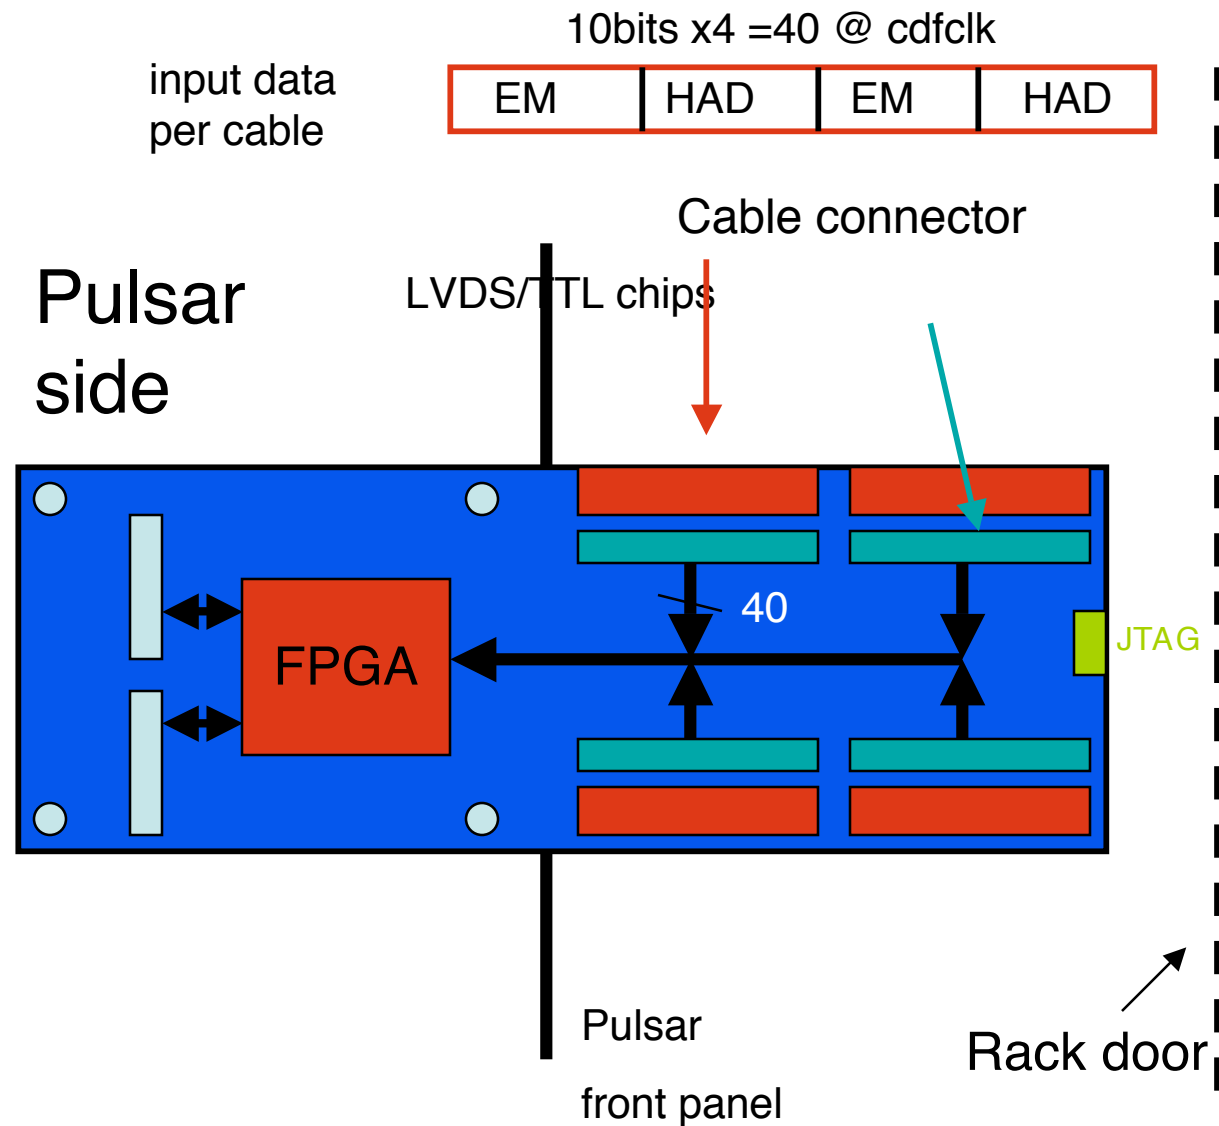 10bits x4 =40 @ cdfclk
input data
per cable
EM HAD EM HAD
Cable connector
LVDS/TTL chips
Pulsar
side
40
FPGA
JTAG
Pulsar
front panel
Rack door